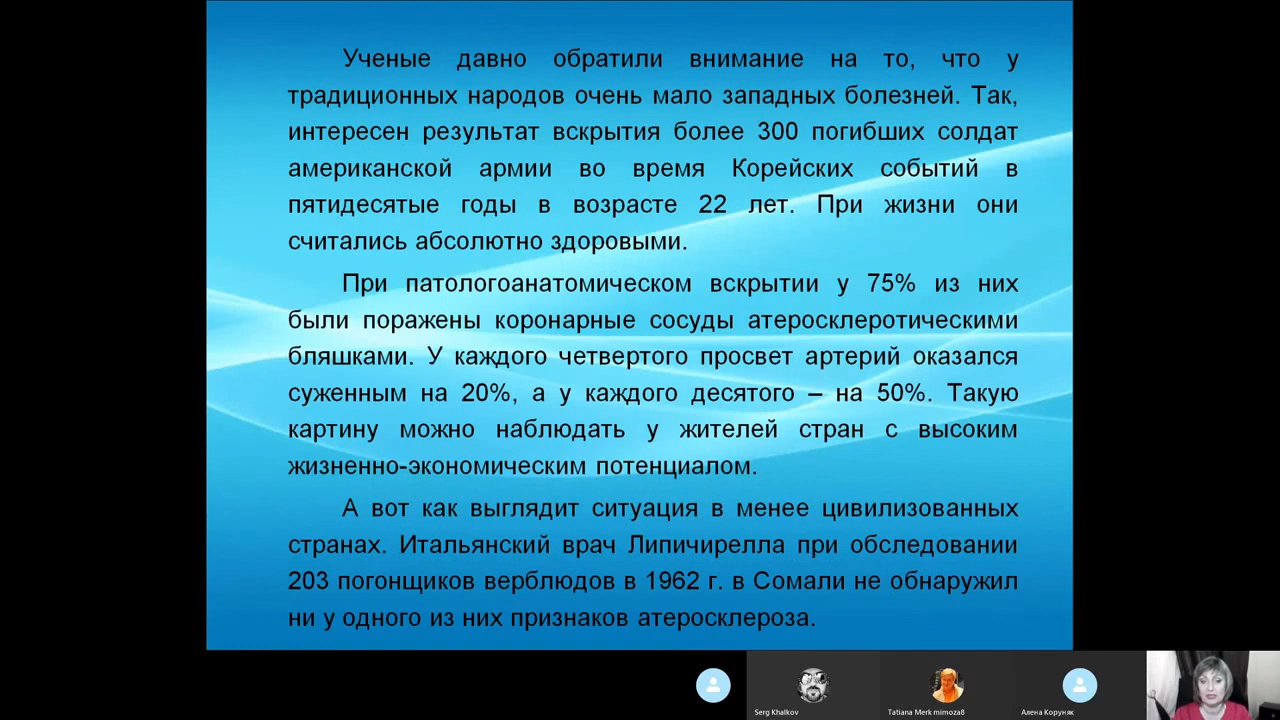 Ученые давно обратили внимание на то, что у
традиционных народов очень мало западных болезней. Так,
интересен результат вскрытия более 300 погибших солдат
американской армии во время Корейских событий в
пятидесятые годы в возрасте 22 лет. При жизни они
считались абсолютно здоровыми.
При патологоанатомическом вскрытии у 75% из них
были поражены коронарные сосуды атеросклеротическими
бляшками. У каждого четвертого просвет артерий оказался
суженным на 20%, а у каждого десятого – на 50%. Такую
картину можно наблюдать у жителей стран с высоким
жизненно-экономическим потенциалом.
А вот как выглядит ситуация в менее цивилизованных
странах. Итальянский врач Липичирелла при обследовании
203 погонщиков верблюдов в 1962 г. в Сомали не обнаружил
ни у одного из них признаков атеросклероза.
Serg Khalkov
Tatiana Merk mimoza8
Алена Коруняк